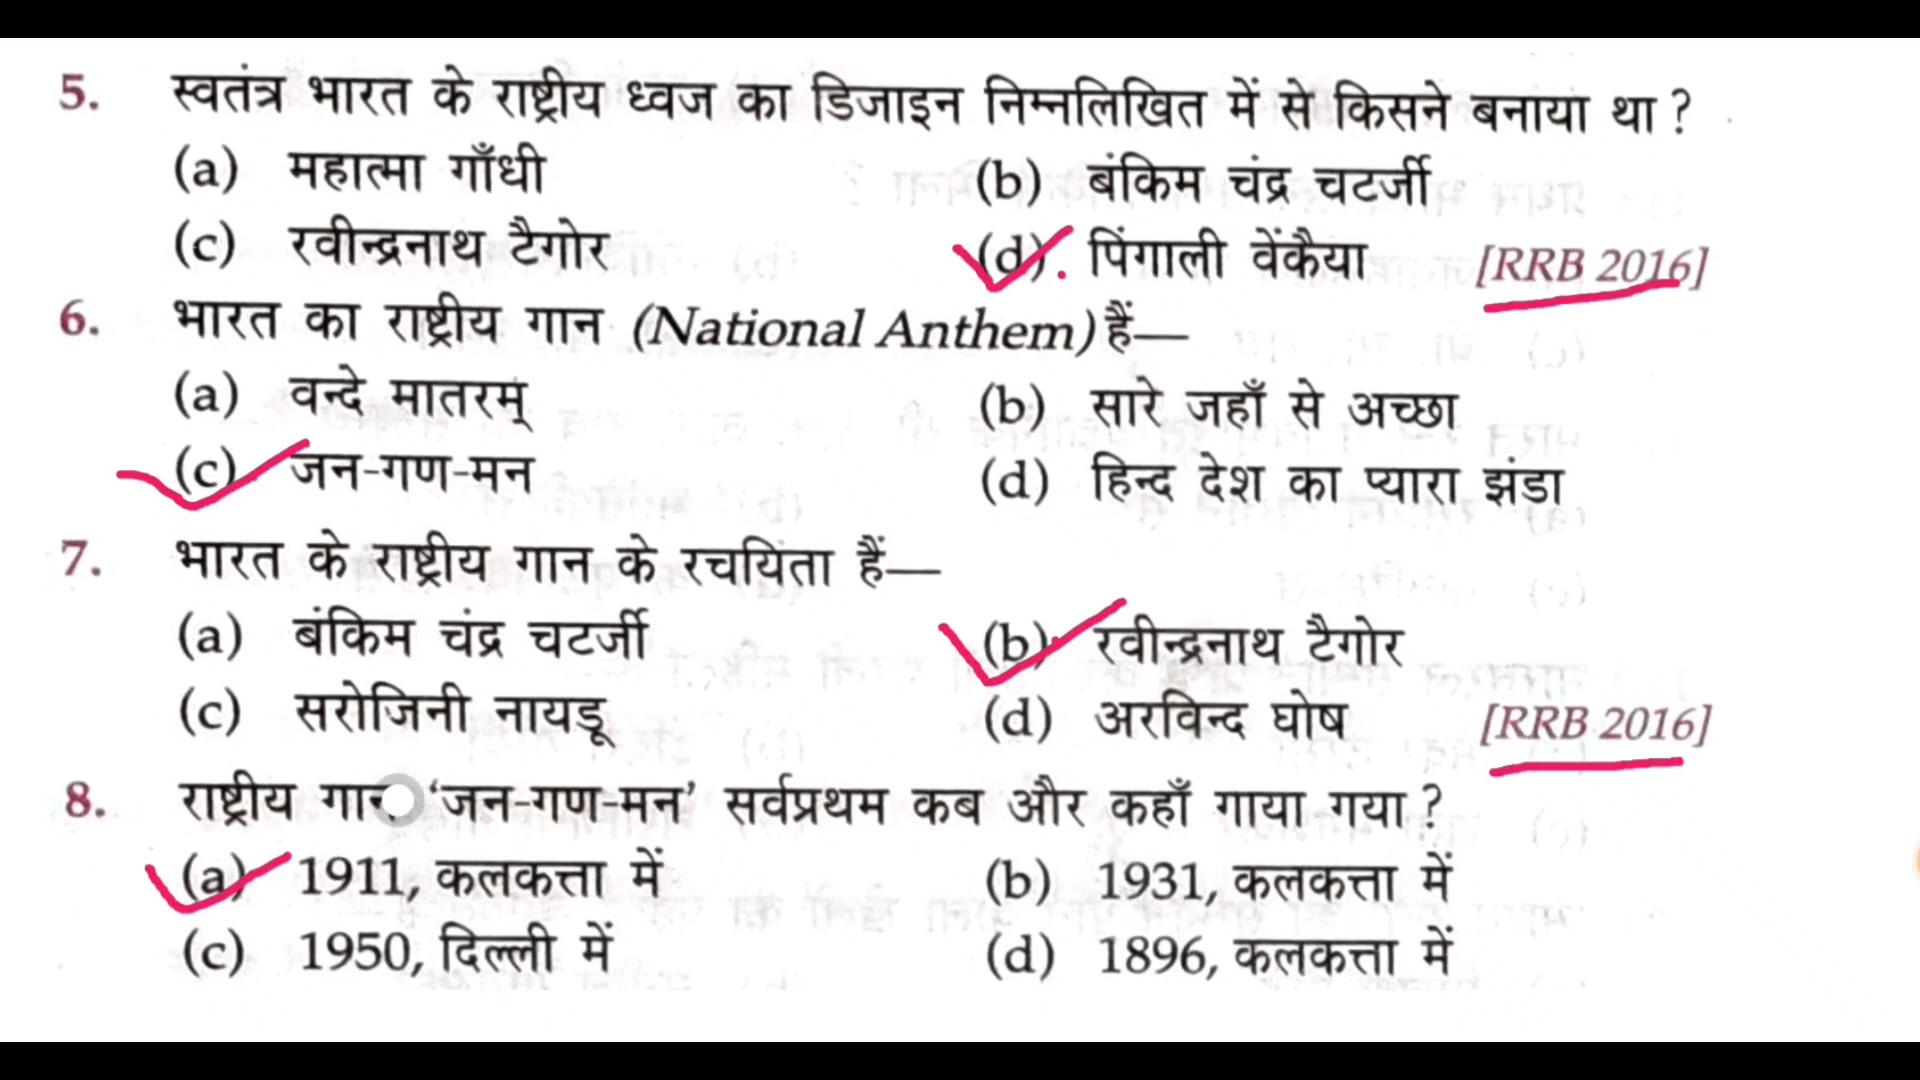 5. स्वतंत्र भारत के राष्ट्रीय ध्वज का डिजाइन निम्नलिखित में से किसने बनाया था ?
(a) महात्मा गाँधी (b) बंकिम चंद्र चटर्जी
(c) रवीन्द्रनाथ टैगोर (d) पिंगाली वेंकैया [RRB 2016]
6. भारत का राष्ट्रीय गान (National Anthem) हैं—
(a) वन्दे मातरम् (b) सारे जहाँ से अच्छा
(c) जन-गण-मन (d) हिन्द देश का प्यारा झंडा
7. भारत के राष्ट्रीय गान के रचयिता हैं—
(a) बंकिम चंद्र चटर्जी (b) रवीन्द्रनाथ टैगोर
(c) सरोजिनी नायडू (d) अरविन्द घोष [RRB 2016]
8. राष्ट्रीय गान 'जन-गण-मन' सर्वप्रथम कब और कहाँ गाया गया ?
(a) 1911, कलकत्ता में (b) 1931, कलकत्ता में
(c) 1950, दिल्ली में (d) 1896, कलकत्ता में